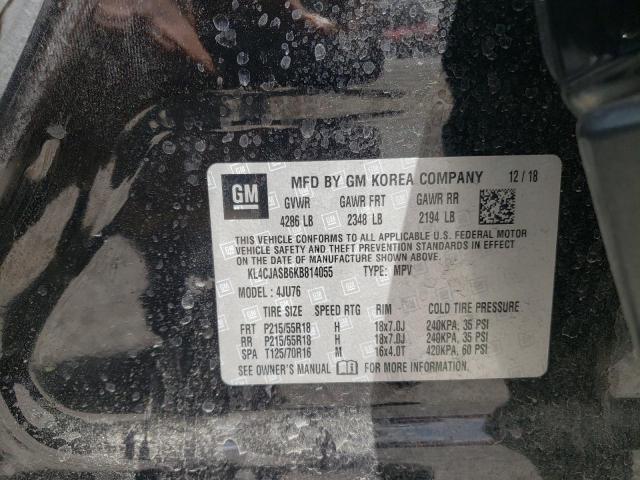 GM
MFD BY GM KOREA COMPANY 12/18
GVWR GAWR FRT GAWR RR
4286 LB 2348 LB 2194 LB
THIS VEHICLE CONFORMS TO ALL APPLICABLE U.S. FEDERAL MOTOR
VEHICLE SAFETY AND THEFT PREVENTION STANDARDS IN EFFECT ON THE
DATE OF MANUFACTURE SHOWN ABOVE.
KL4CJASB6KB814055 TYPE: MPV
MODEL: 4JU76
TIRE SIZE SPEED RTG RIM COLD TIRE PRESSURE
FRT P215/55R18 H 18x7.0J 240KPA, 35 PSI
RR P215/55R18 H 18x7.0J 240KPA, 35 PSI
SPA T125/70R16 M 16x4.0T 420KPA, 60 PSI
SEE OWNER'S MANUAL FOR MORE INFORMATION.